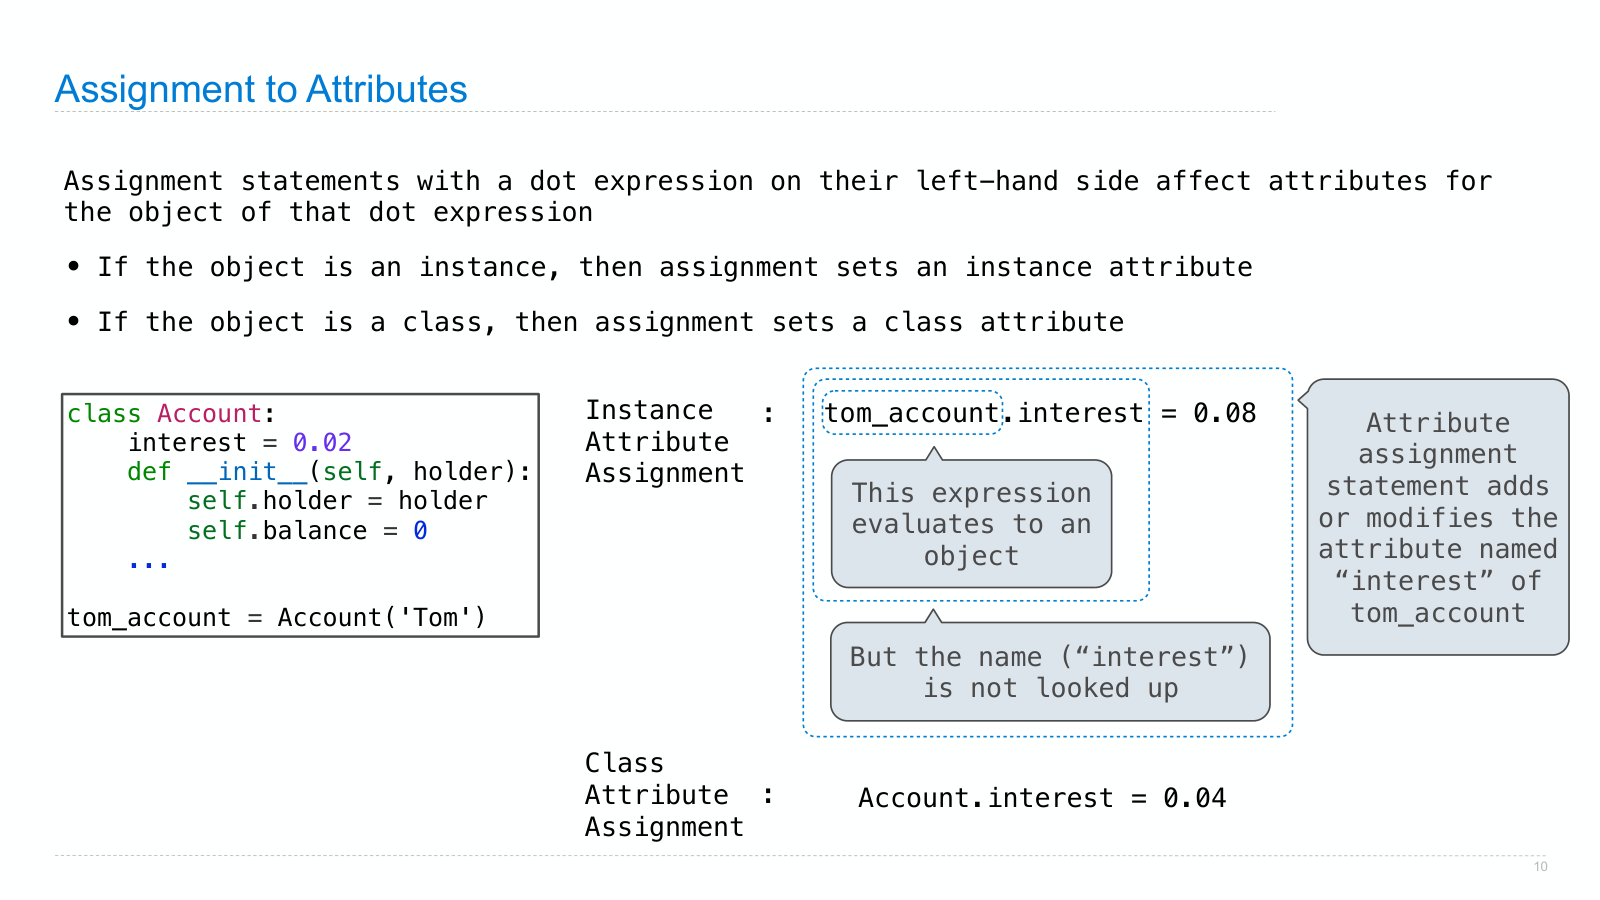 Assignment to Attributes
Assignment statements with a dot expression on their left-hand side affect attributes for
the object of that dot expression
• If the object is an instance, then assignment sets an instance attribute
• If the object is a class, then assignment sets a class attribute
class Account:
    interest = 0.02
    def __init__(self, holder):
        self.holder = holder
        self.balance = 0
    ...
tom_account = Account('Tom')
Instance
Attribute
Assignment
:
tom_account.interest = 0.08
This expression
evaluates to an
object
But the name (“interest”)
is not looked up
Attribute
assignment
statement adds
or modifies the
attribute named
“interest” of
tom_account
Class
Attribute
Assignment
:
Account.interest = 0.04
10